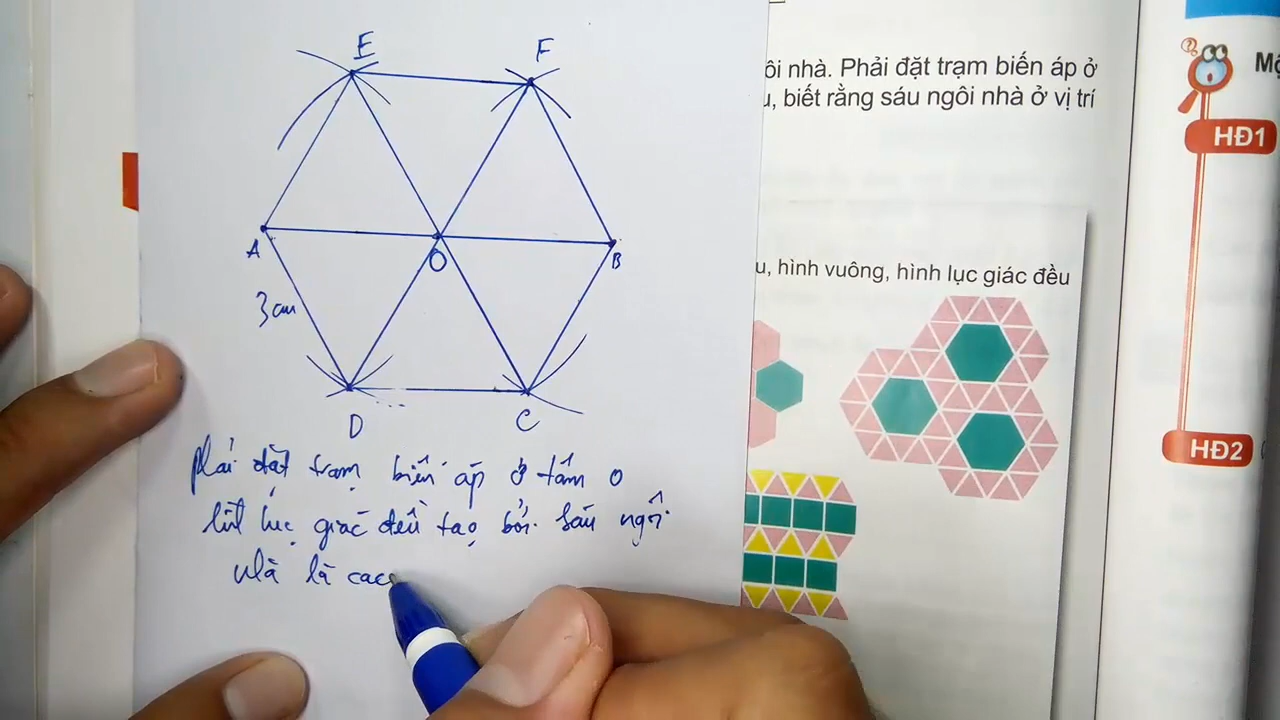 E
F
A
O
B
3cm
D
C
Phải đặt trạm biến áp ở tâm O
lục giác đều tạo bởi sáu ngôi
nhà là các
ôi nhà. Phải đặt trạm biến áp ở
, biết rằng sáu ngôi nhà ở vị trí
u, hình vuông, hình lục giác đều
HĐ1
HĐ2